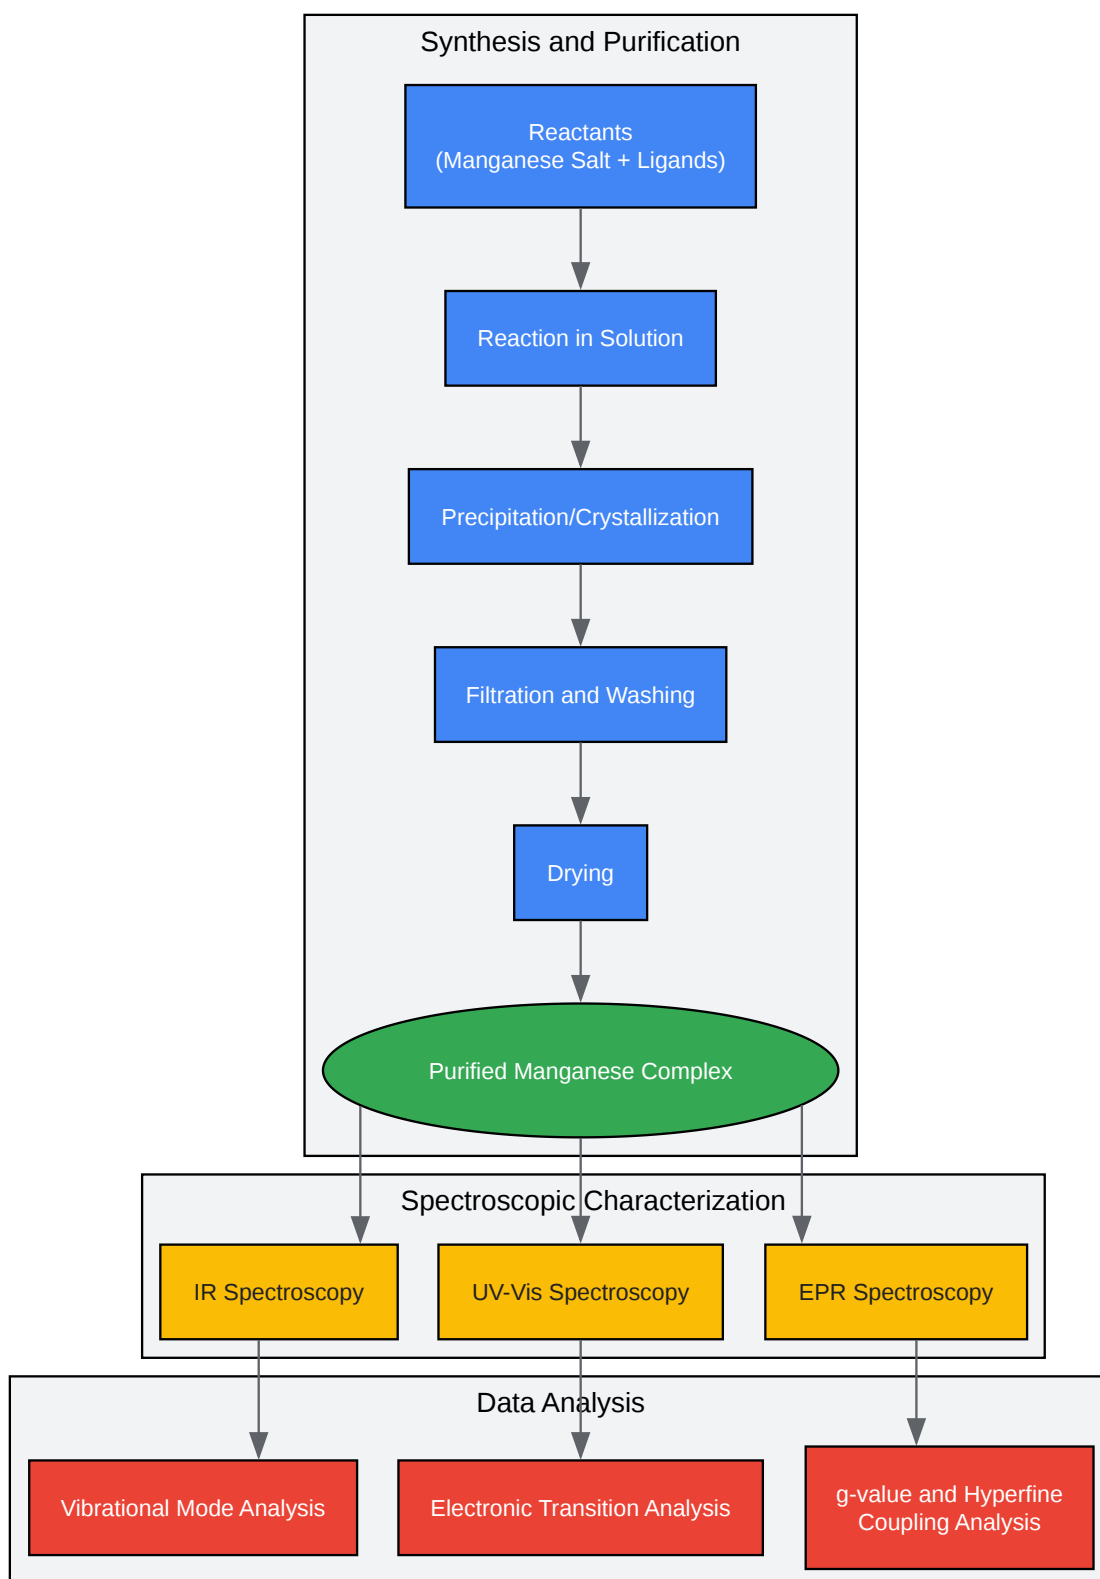 Synthesis and Purification
Reactants
(Manganese Salt + Ligands)
Reaction in Solution
Precipitation/Crystallization
Filtration and Washing
Drying
Purified Manganese Complex
Spectroscopic Characterization
IR Spectroscopy
UV-Vis Spectroscopy
EPR Spectroscopy
Data Analysis
Vibrational Mode Analysis
Electronic Transition Analysis
g-value and Hyperfine
Coupling Analysis